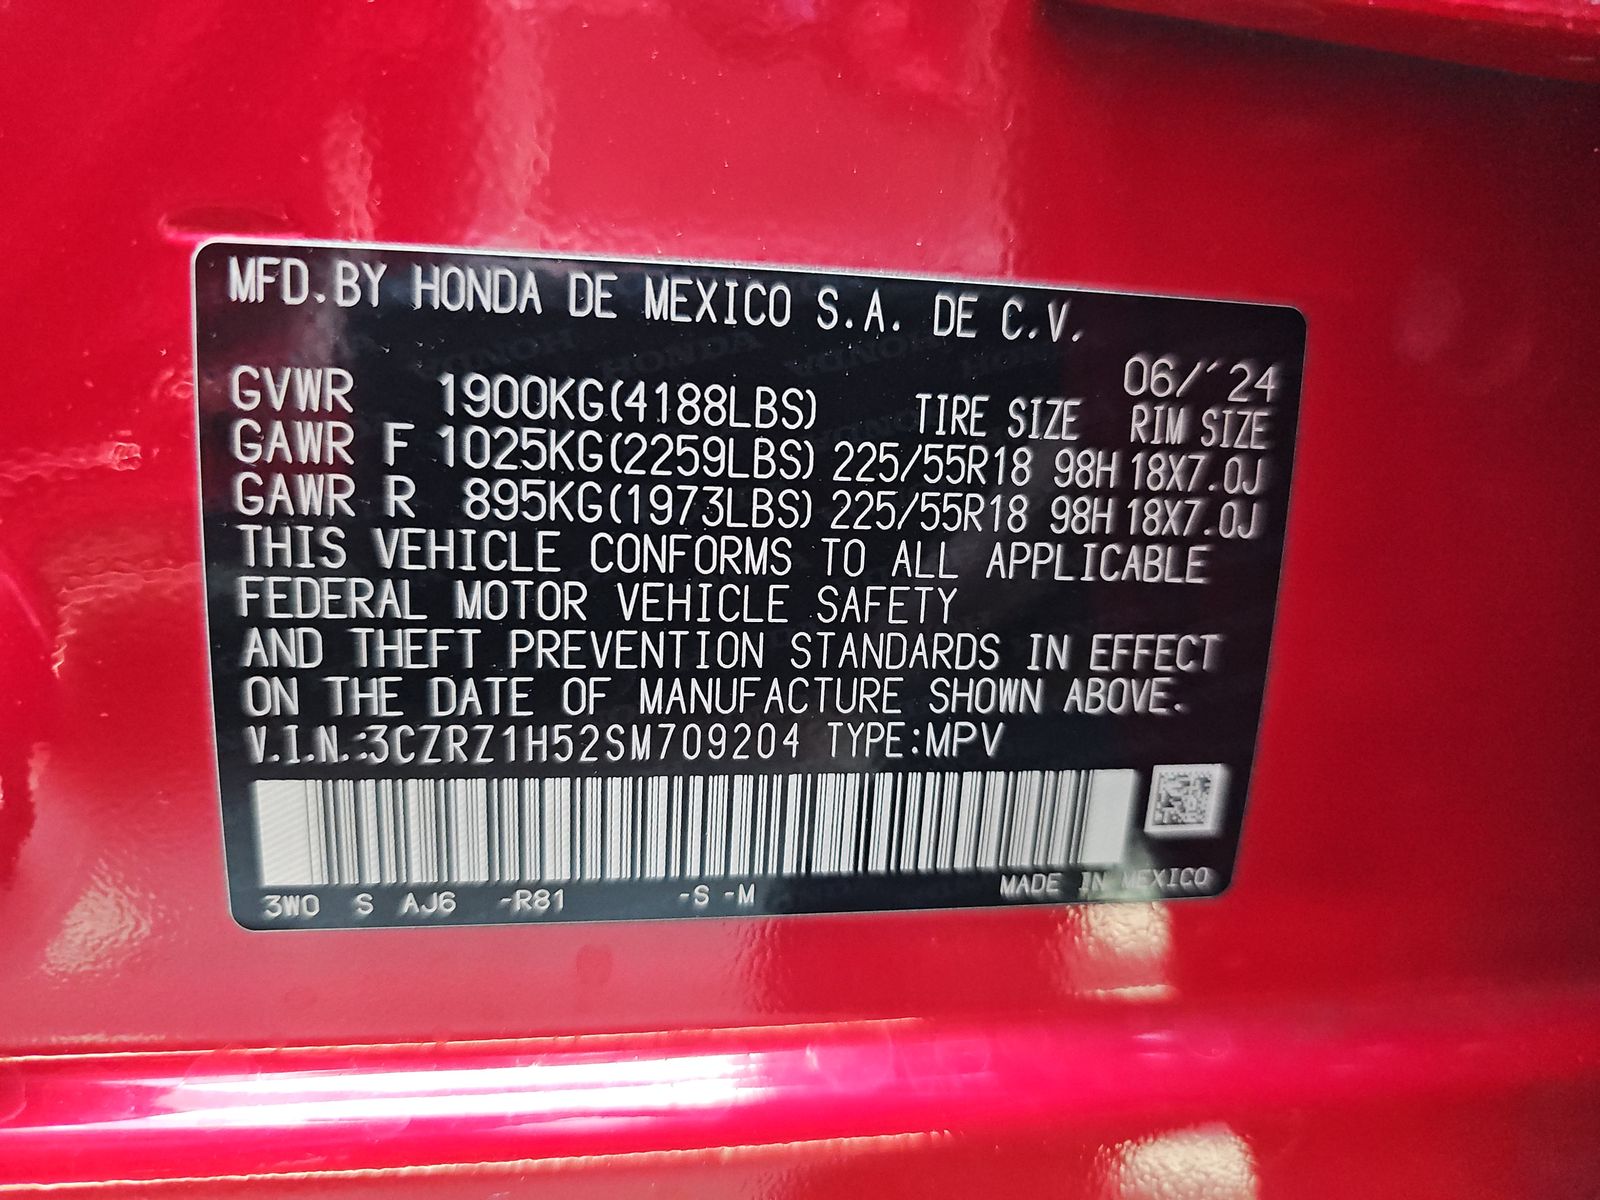 MFD.BY HONDA DE MEXICO S.A. DE C.V.
06/´24
GVWR 1900KG(4188LBS) TIRE SIZE RIM SIZE
GAWR F 1025KG(2259LBS) 225/55R18 98H 18X7.0J
GAWR R 895KG(1973LBS) 225/55R18 98H 18X7.0J
THIS VEHICLE CONFORMS TO ALL APPLICABLE
FEDERAL MOTOR VEHICLE SAFETY
AND THEFT PREVENTION STANDARDS IN EFFECT
ON THE DATE OF MANUFACTURE SHOWN ABOVE.
V.I.N.:3CZRZ1H52SM709204 TYPE:MPV
3W0 S AJ6 -R81 -S -M MADE IN MEXICO